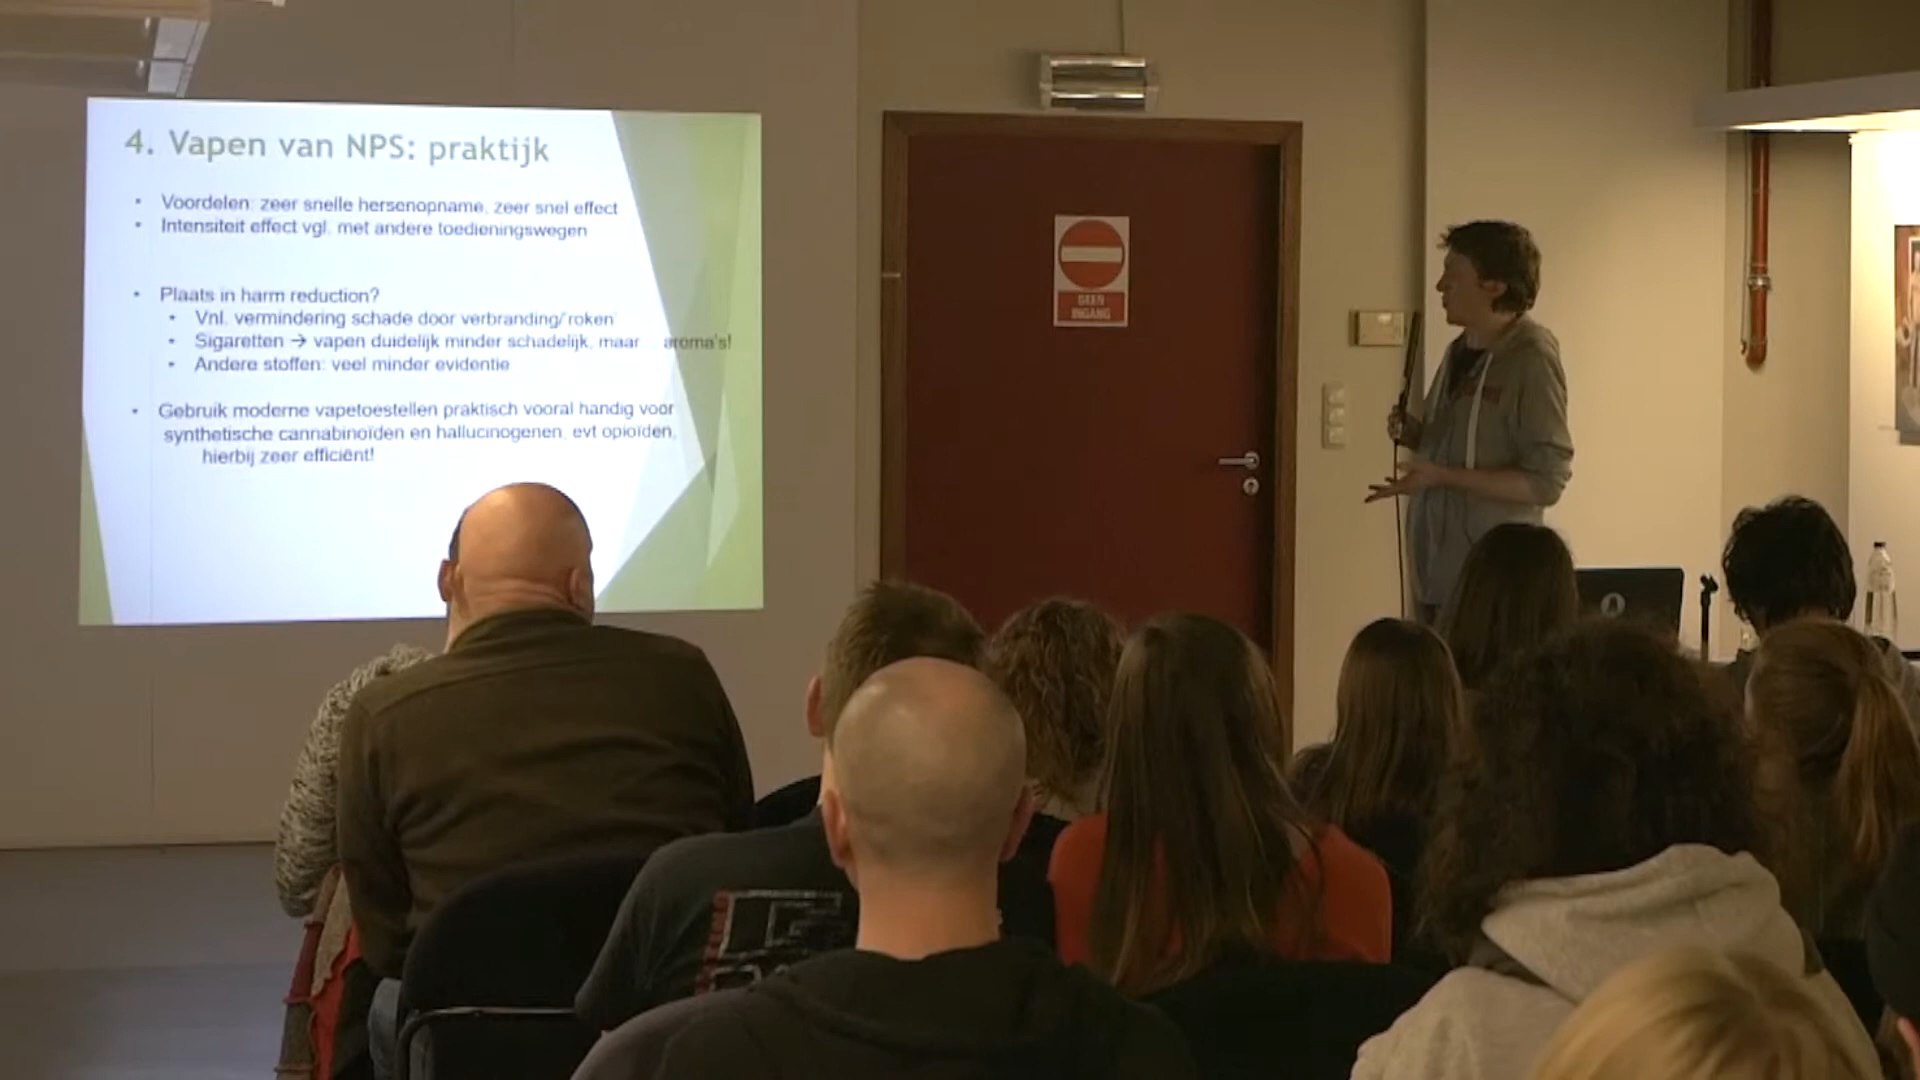 4. Vapen van NPS: praktijk
• Voordelen: zeer snelle hersenopname, zeer snel effect
• Intensiteit effect vgl. met andere toedieningswegen
• Plaats in harm reduction?
• Vnl. vermindering schade door verbranding/'roken'
• Sigaretten → vapen duidelijk minder schadelijk, maar ... aroma's!
• Andere stoffen: veel minder evidentie
• Gebruik moderne vapetoestellen praktisch vooral handig voor
synthetische cannabinoïden en hallucinogenen, evt opioïden,
hierbij zeer efficiënt!
GEEN
INGANG